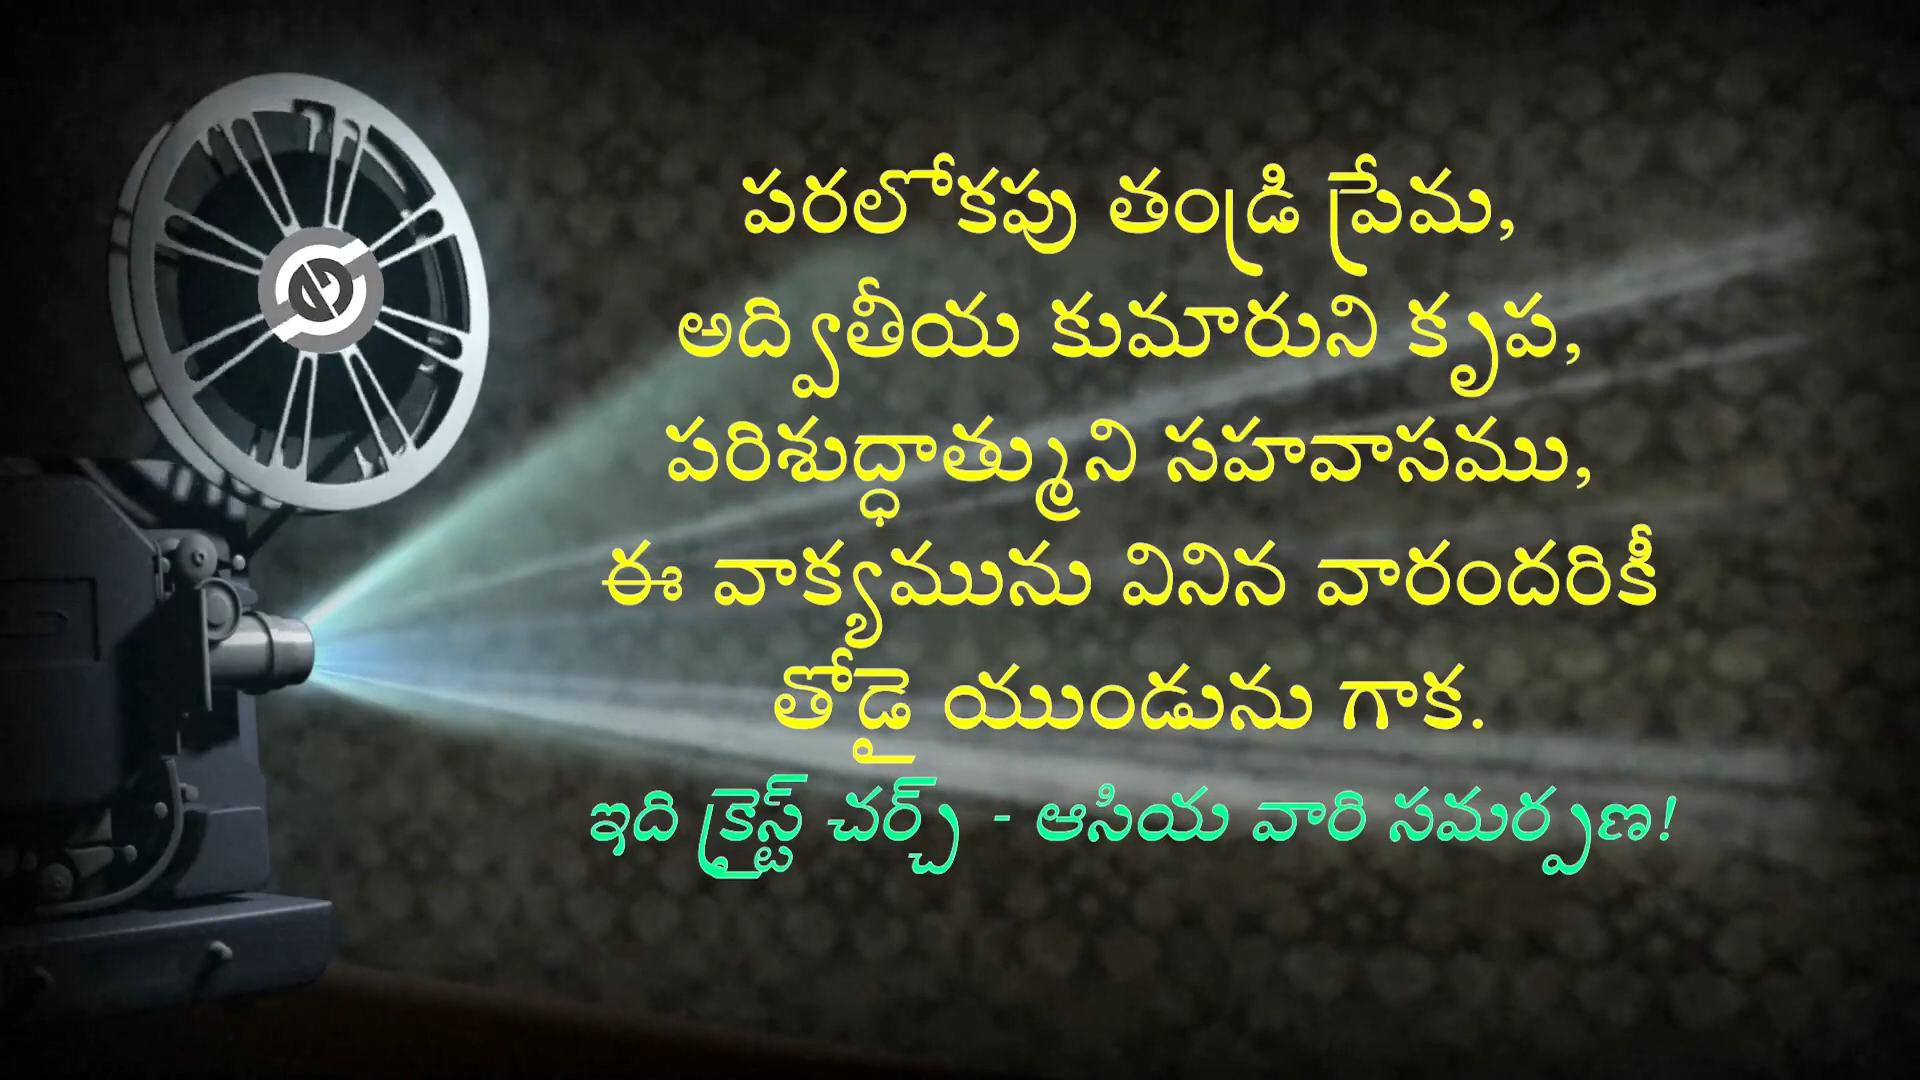 పరలోకపు తండ్రి ప్రేమ,
అద్వితీయ కుమారుని కృప,
పరిశుద్ధాత్ముని సహవాసము,
ఈ వాక్యమును వినిన వారందరికీ
తోడై యుండును గాక.
ఇది క్రైస్ట్ చర్చ్ - ఆసియ వారి సమర్పణ!